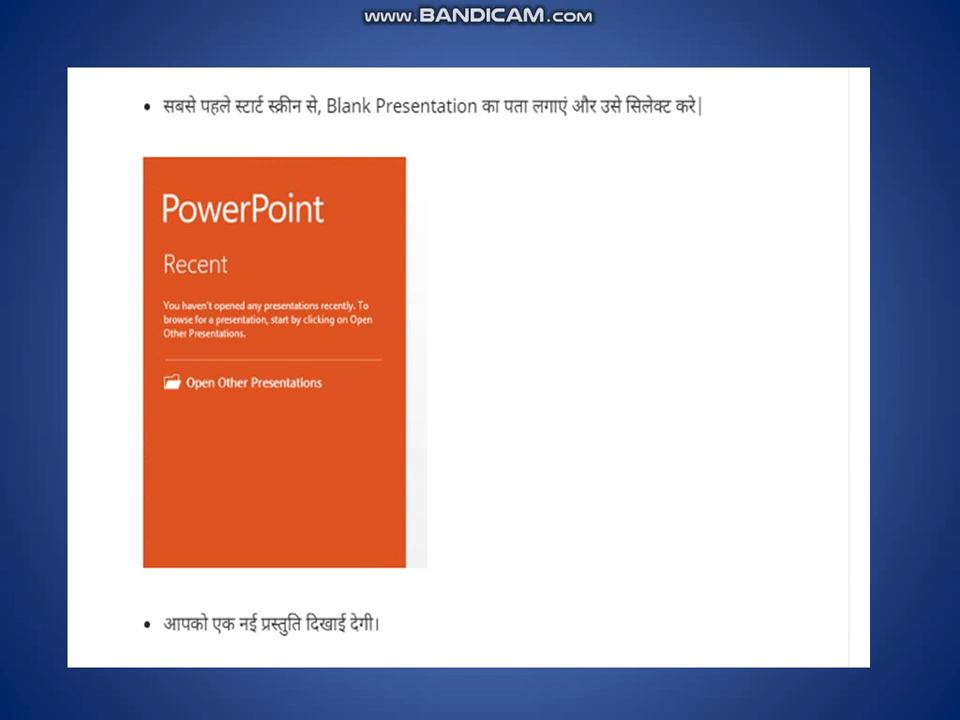 www.BANDICAM.com
• सबसे पहले स्टार्ट स्क्रीन से, Blank Presentation का पता लगाएं और उसे सिलेक्ट करे|
PowerPoint
Recent
You haven't opened any presentations recently. To
browse for a presentation, start by clicking on Open
Other Presentations.
Open Other Presentations
• आपको एक नई प्रस्तुति दिखाई देगी।